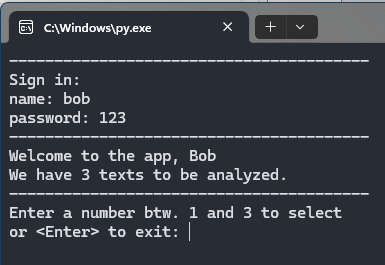 C:\Windows\py.exe
----------------------------------------
Sign in:
name: bob
password: 123
----------------------------------------
Welcome to the app, Bob
We have 3 texts to be analyzed.
----------------------------------------
Enter a number btw. 1 and 3 to select
or <Enter> to exit: